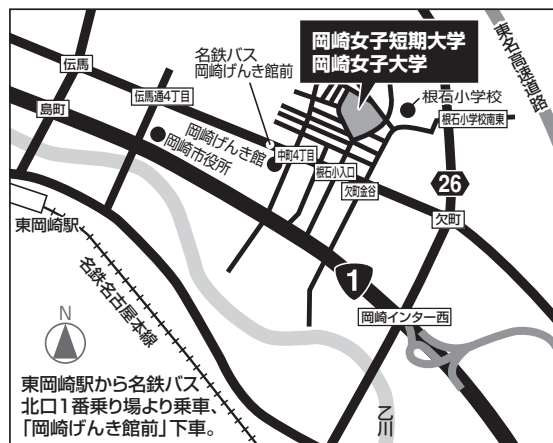 岡崎女子短期大学
岡崎女子大学
東名高速道路
名鉄バス
岡崎げんき館前
伝馬
伝馬通4丁目
島町
根石小学校
根石小学校南東
岡崎げんき館
岡崎市役所
中町4丁目
根石小入口
欠町金谷
26
欠町
東岡崎駅
名鉄名古屋本線
1
岡崎インター西
N
乙川
東岡崎駅から名鉄バス
北口1番乗り場より乗車、
「岡崎げんき館前」下車。